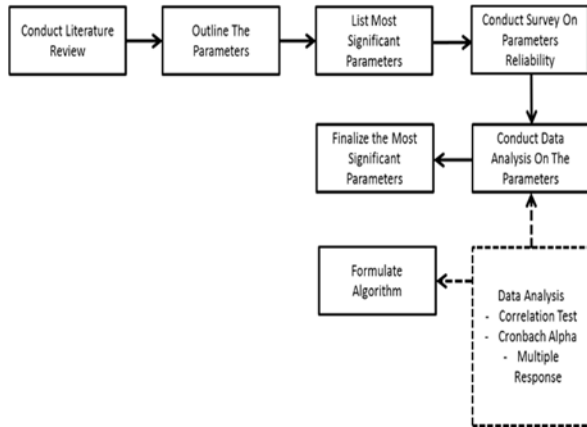 Conduct Literature
Review
Outline The
Parameters
List Most
Significant
Parameters
Conduct Survey On
Parameters
Reliability
Finalize the Most
Significant
Parameters
Conduct Data
Analysis On The
Parameters
Formulate
Algorithm
Data Analysis
- Correlation Test
- Cronbach Alpha
- Multiple
Response